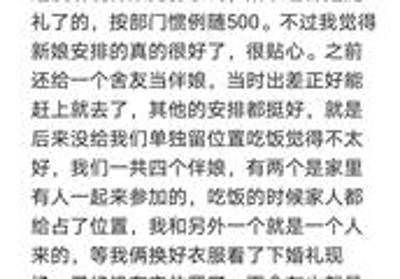 礼了的，按部门惯例随500。不过我觉得
新娘安排的真的很好了，很贴心。之前
还给一个舍友当伴娘，当时出差正好能
赶上就去了，其他的安排都挺好，就是
后来没给我们单独留位置吃饭觉得不太
好，我们一共四个伴娘，有两个是家里
有人一起来参加的，吃饭的时候家人都
给占了位置，我和另外一个就是一个人
来的，等我俩换好衣服看了下婚礼现